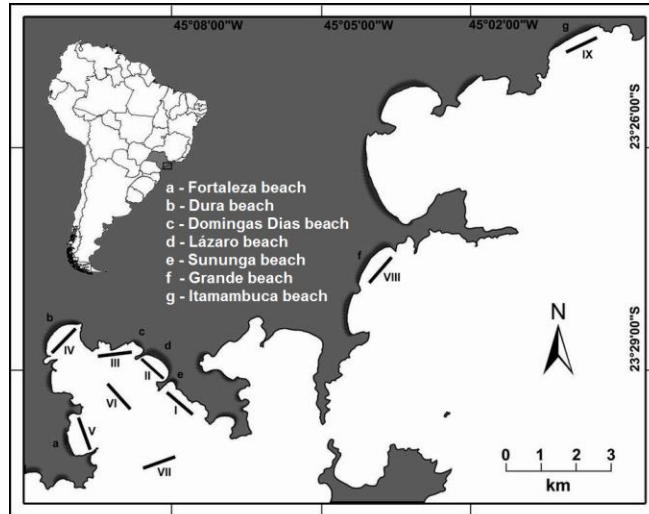 45°08'00"W 45°05'00"W 45°02'00"W
g
IX
23°26'00"S
a - Fortaleza beach
b - Dura beach
c - Domingas Dias beach
d - Lázaro beach
e - Sununga beach
f - Grande beach
g - Itamambuca beach
f
VIII
N
23°29'00"S
b
c
d
e
IV
III
II
I
VI
V
a
VII
0 1 2 3
km